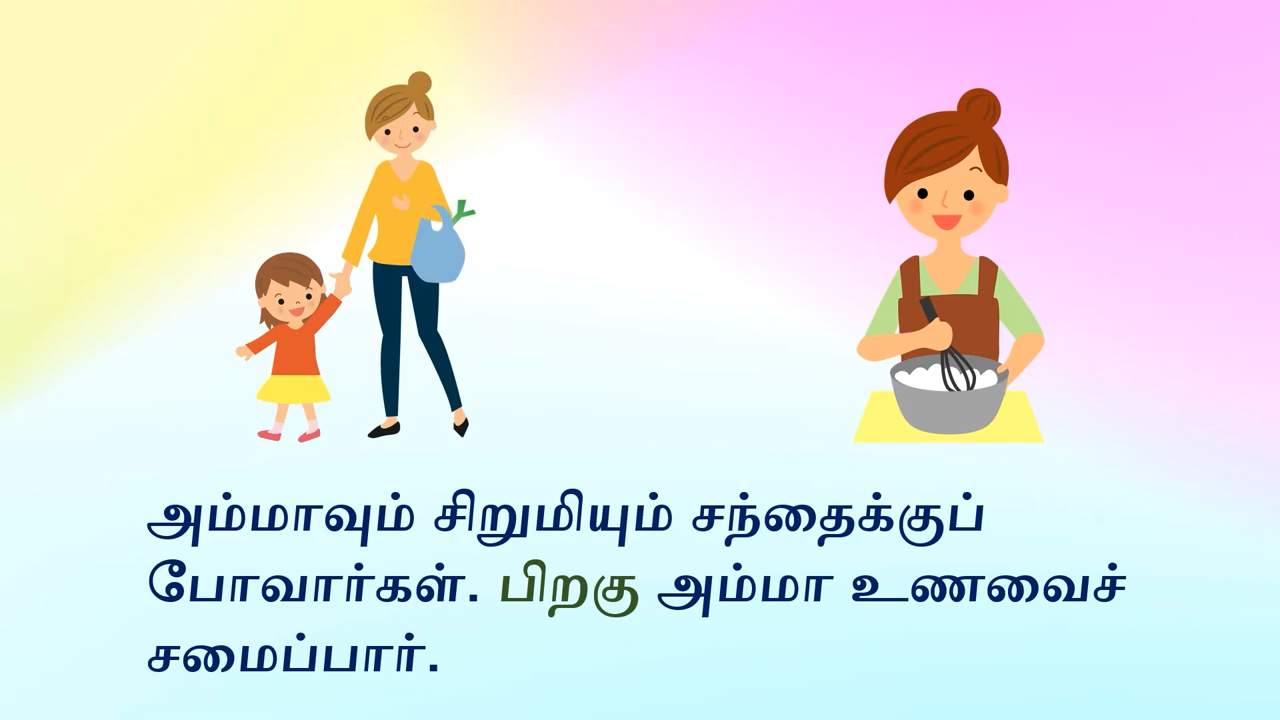 அம்மாவும் சிறுமியும் சந்தைக்குப்
போவார்கள். பிறகு அம்மா உணவைச்
சமைப்பார்.